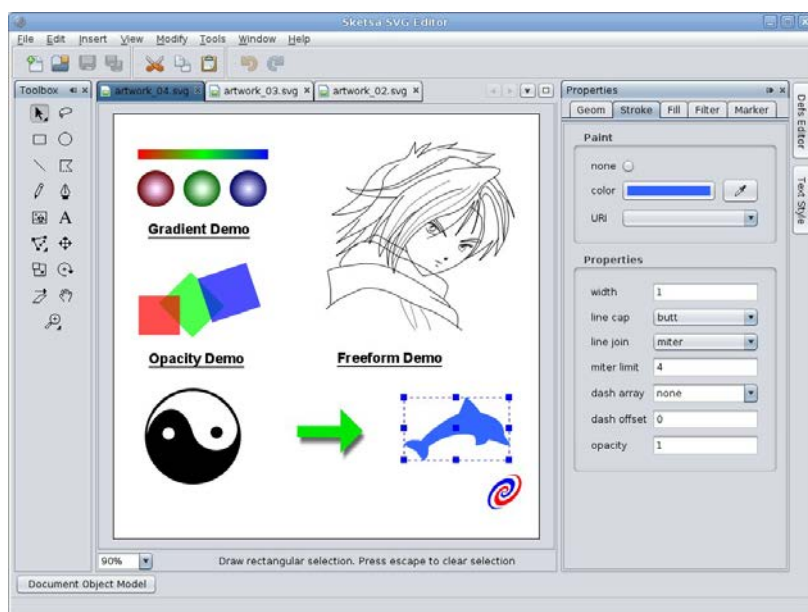 Sketsa SVG Editor
File Edit Insert View Modify Tools Window Help
Toolbox
artwork_04.svg artwork_03.svg artwork_02.svg
Properties
Geom Stroke Fill Filter Marker
Defs Editor
Text Style
Paint
none
color
URI
Properties
width 1
line cap butt
line join miter
miter limit 4
dash array none
dash offset 0
opacity 1
Gradient Demo
Opacity Demo
Freeform Demo
90%
Draw rectangular selection. Press escape to clear selection
Document Object Model